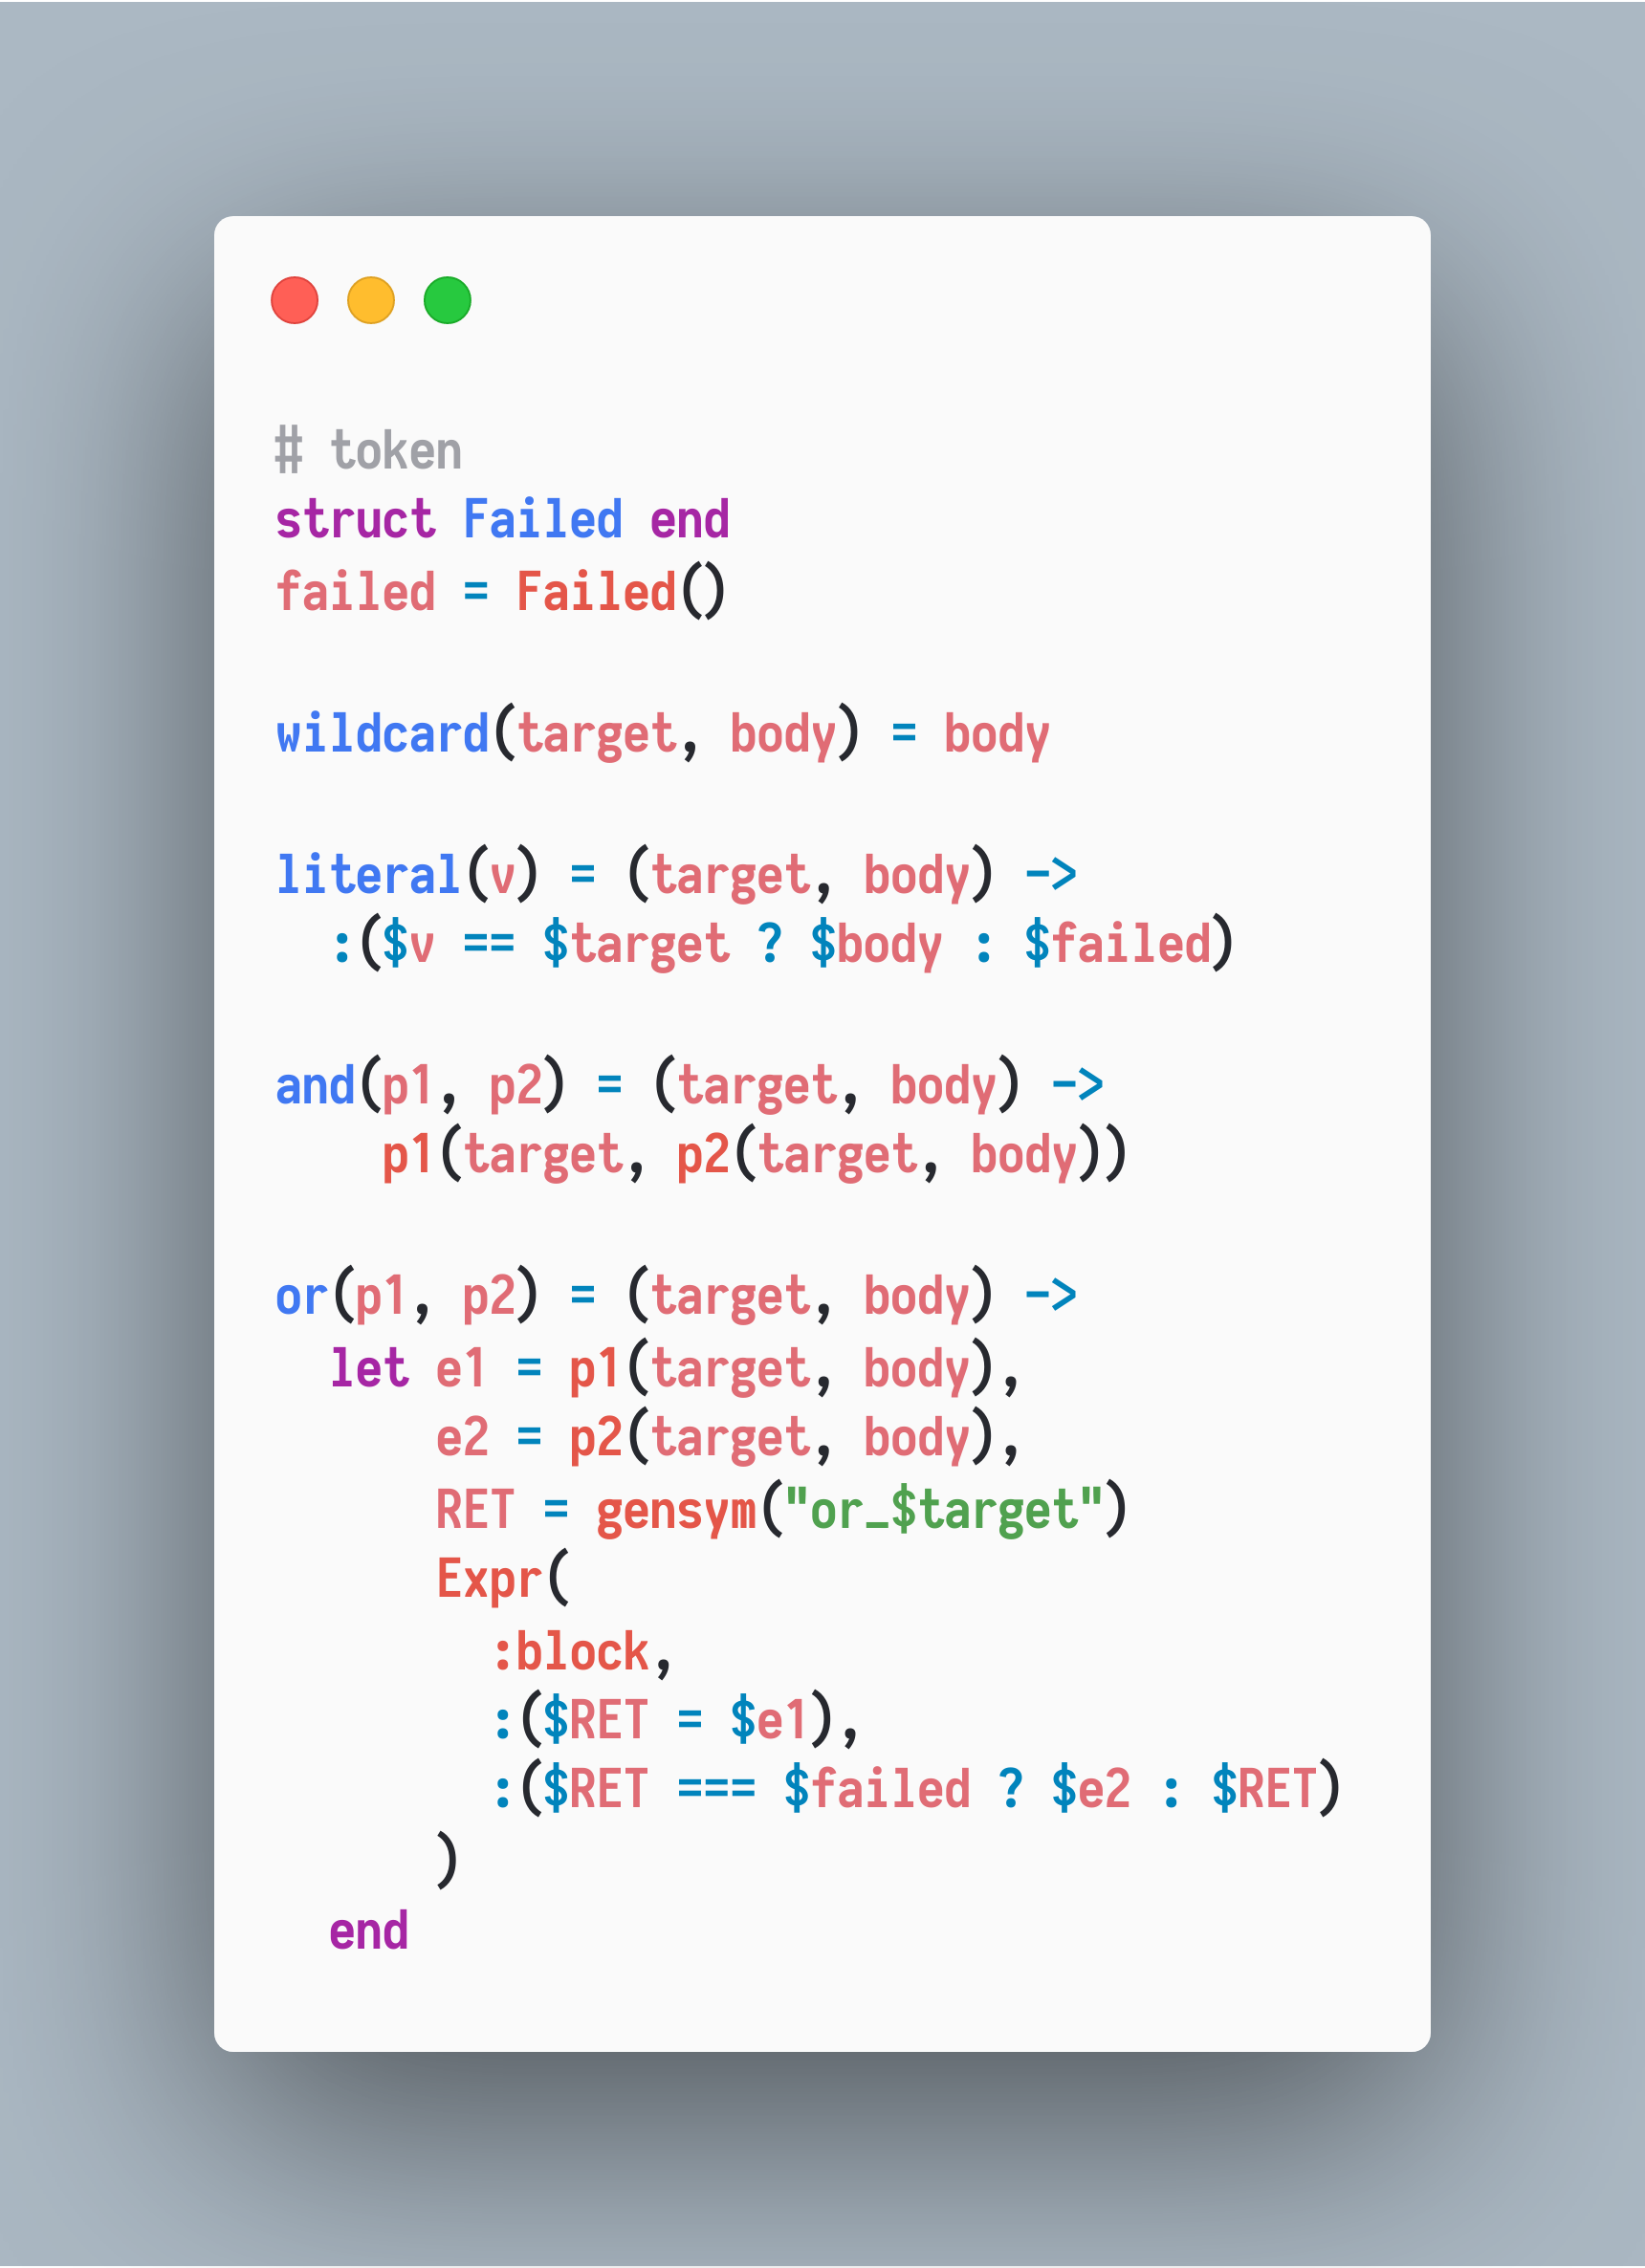 # token
struct Failed end
failed = Failed()

wildcard(target, body) = body

literal(v) = (target, body) ->
  :($v == $target ? $body : $failed)

and(p1, p2) = (target, body) ->
    p1(target, p2(target, body))

or(p1, p2) = (target, body) ->
  let e1 = p1(target, body),
      e2 = p2(target, body),
      RET = gensym("or_$target")
      Expr(
        :block,
        :($RET = $e1),
        :($RET === $failed ? $e2 : $RET)
      )
  end